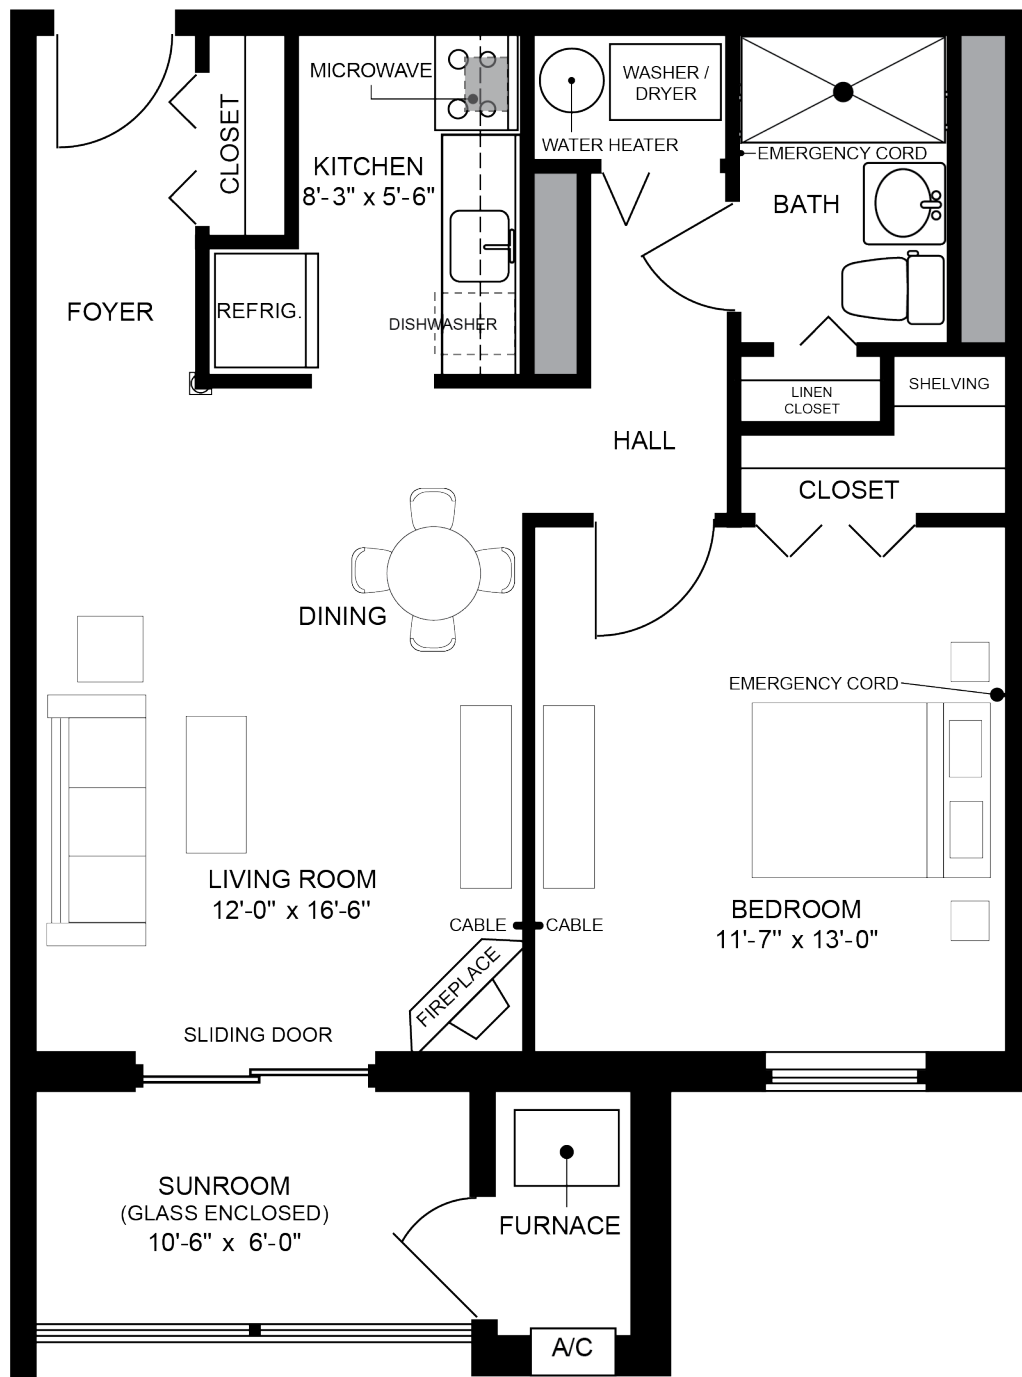 MICROWAVE
WASHER /
DRYER
CLOSET
WATER HEATER
EMERGENCY CORD
KITCHEN
8'-3" x 5'-6"
BATH
FOYER
REFRIG.
DISHWASHER
SHELVING
LINEN
CLOSET
HALL
CLOSET
DINING
EMERGENCY CORD
LIVING ROOM
12'-0" x 16'-6"
BEDROOM
11'-7" x 13'-0"
CABLE
CABLE
FIREPLACE
SLIDING DOOR
SUNROOM
(GLASS ENCLOSED)
10'-6" x 6'-0"
FURNACE
A/C